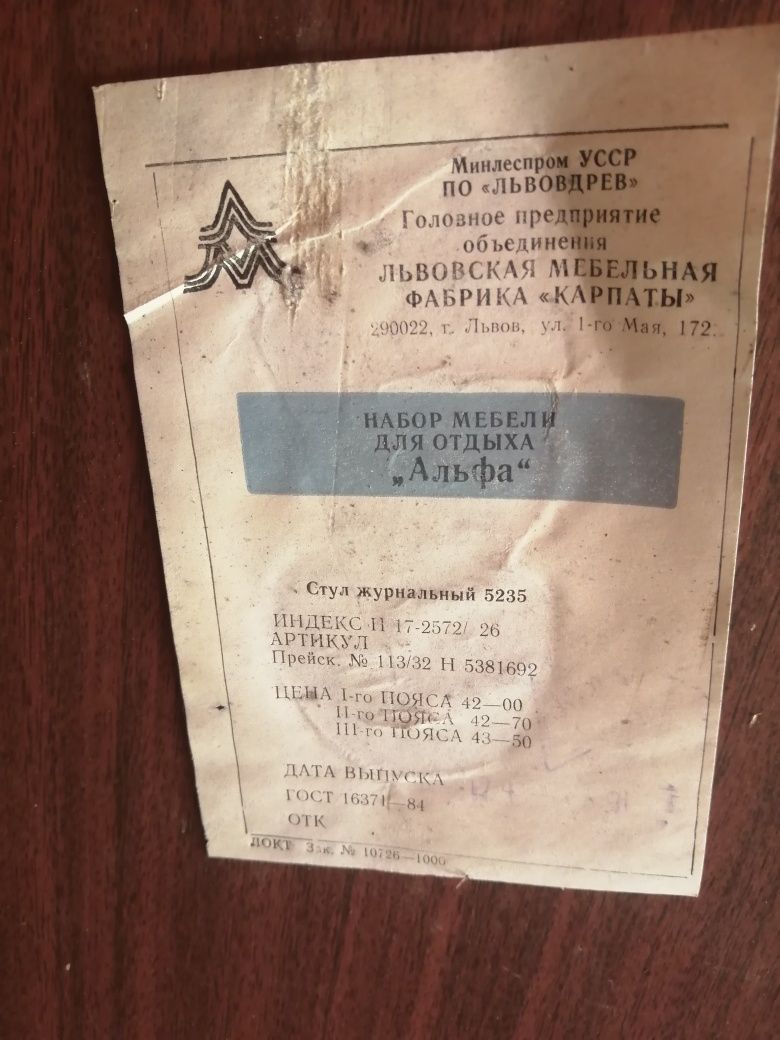 Минлеспром УССР
ПО «ЛЬВОВДРЕВ»
Головное предприятие
объединения
ЛЬВОВСКАЯ МЕБЕЛЬНАЯ
ФАБРИКА «КАРПАТЫ»
290022, г. Львов, ул. 1-го Мая, 172
НАБОР МЕБЕЛИ
ДЛЯ ОТДЫХА
„Альфа“
Стул журнальный 5235
ИНДЕКС Н 17-2572/ 26
АРТИКУЛ
Прейск. № 113/32 Н 5381692
ЦЕНА I-го ПОЯСА 42—00
II-го ПОЯСА 42—70
III-го ПОЯСА 43—50
ДАТА ВЫПУСКА
ГОСТ 16371—84
ОТК
ЛОКТ Зак. № 10726—1000